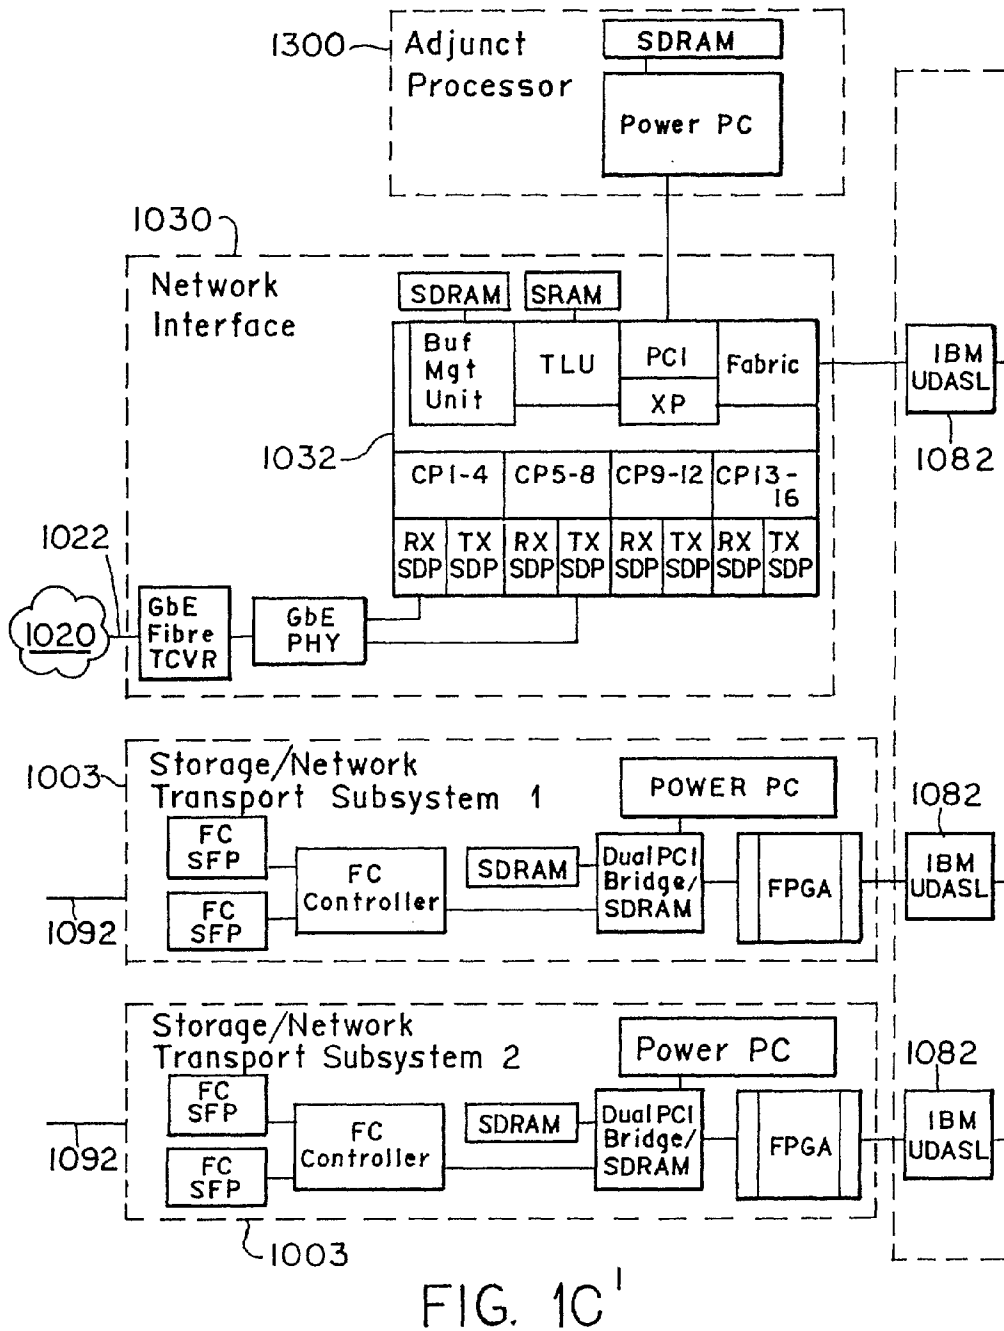 1300
Adjunct
Processor
SDRAM
Power PC
1030
Network
Interface
SDRAM
SRAM
Buf
Mgt
Unit
TLU
PCI
XP
Fabric
IBM
UDASL
1082
1032
CP1-4
CP5-8
CP9-12
CP13-
16
RX
SDP
TX
SDP
RX
SDP
TX
SDP
RX
SDP
TX
SDP
RX
SDP
TX
SDP
1022
1020
GbE
Fibre
TCVR
GbE
PHY
1003
Storage/Network
Transport Subsystem 1
POWER PC
FC
SFP
FC
SFP
FC
Controller
SDRAM
Dual PCI
Bridge/
SDRAM
FPGA
1082
IBM
UDASL
1092
Storage/Network
Transport Subsystem 2
Power PC
FC
SFP
FC
SFP
FC
Controller
SDRAM
Dual PCI
Bridge/
SDRAM
FPGA
1082
IBM
UDASL
1092
1003
FIG. 1C'